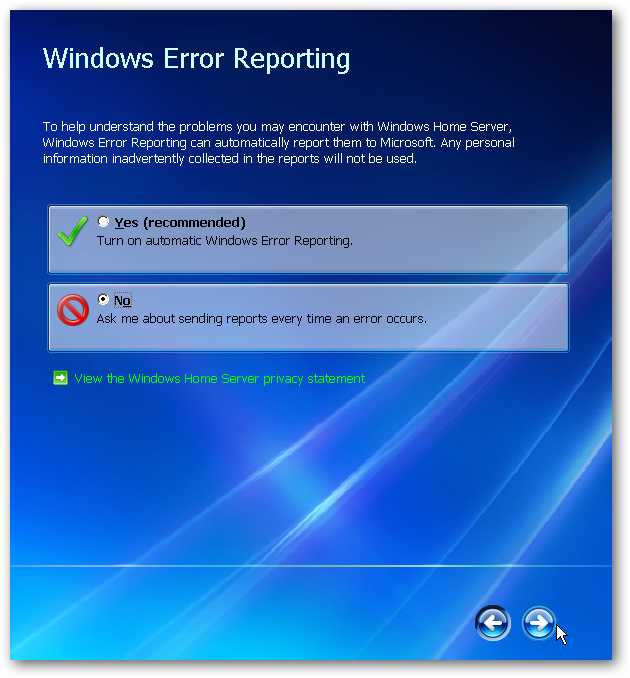 Windows Error Reporting
To help understand the problems you may encounter with Windows Home Server,
Windows Error Reporting can automatically report them to Microsoft. Any personal
information inadvertently collected in the reports will not be used.
Yes (recommended)
Turn on automatic Windows Error Reporting.
No
Ask me about sending reports every time an error occurs.
View the Windows Home Server privacy statement